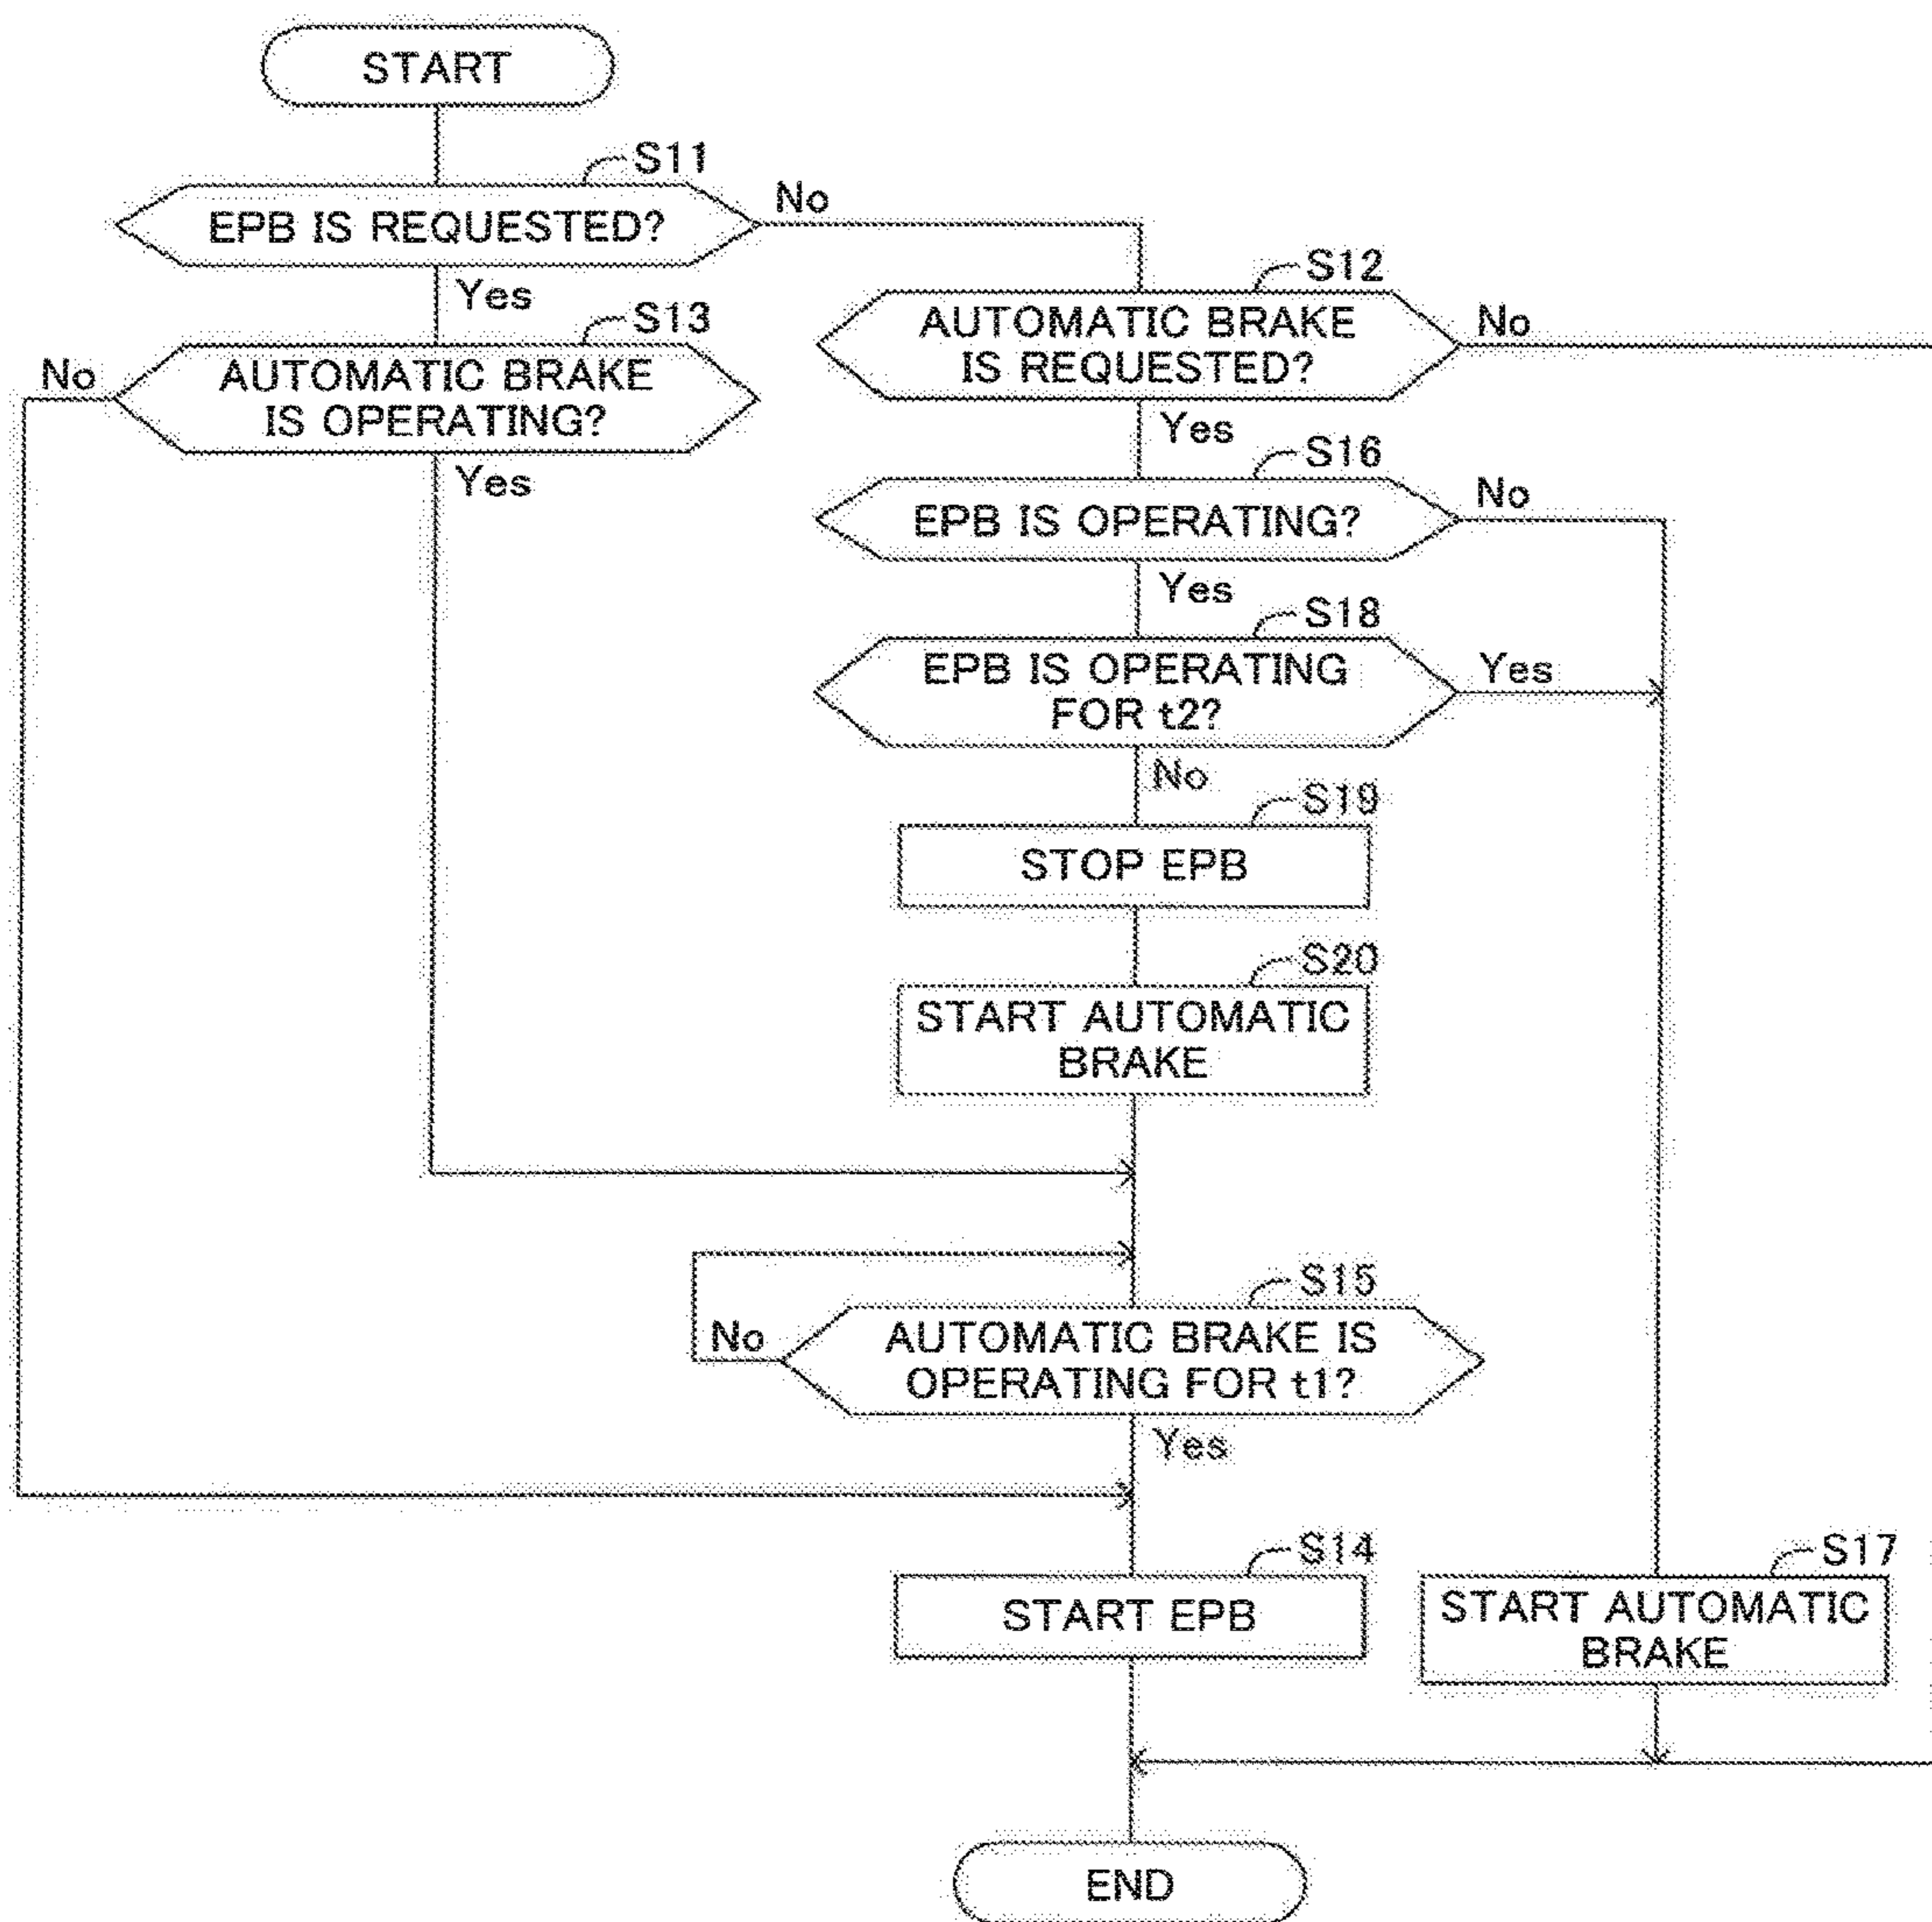 START
S11
EPB IS REQUESTED?
No
Yes
S12
AUTOMATIC BRAKE
IS REQUESTED?
No
Yes
S13
AUTOMATIC BRAKE
IS OPERATING?
No
Yes
S16
EPB IS OPERATING?
No
Yes
S18
EPB IS OPERATING
FOR t2?
Yes
No
S19
STOP EPB
S20
START AUTOMATIC
BRAKE
S15
AUTOMATIC BRAKE IS
OPERATING FOR t1?
No
Yes
S14
START EPB
S17
START AUTOMATIC
BRAKE
END